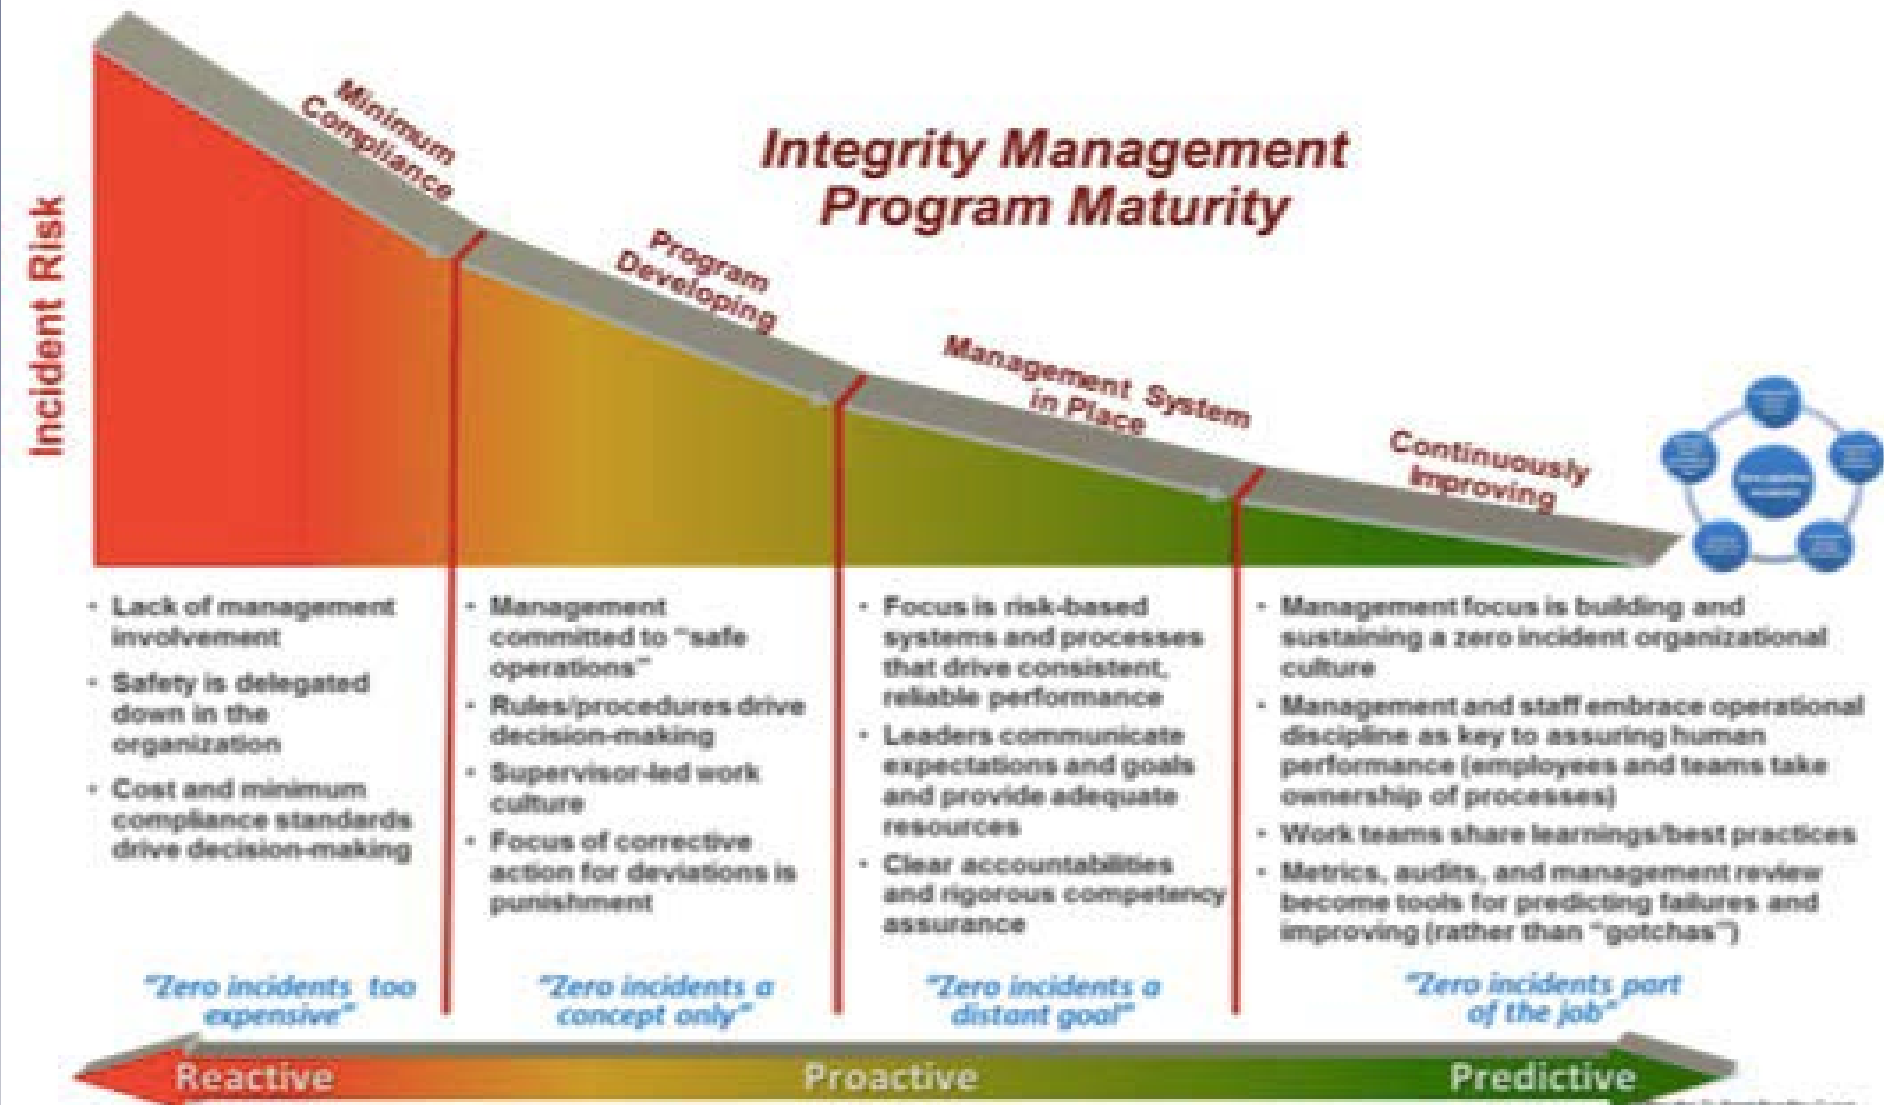 Integrity Management
Program Maturity
Incident Risk
Minimum
Compliance
Program
Developing
Management System
in Place
Continuously
Improving
• Lack of management
involvement
• Safety is delegated
down in the
organization
• Cost and minimum
compliance standards
drive decision-making
"Zero incidents too
expensive"
• Management
committed to "safe
operations"
• Rules/procedures drive
decision-making
• Supervisor-led work
culture
• Focus of corrective
action for deviations is
punishment
"Zero incidents a
concept only"
• Focus is risk-based
systems and processes
that drive consistent,
reliable performance
• Leaders communicate
expectations and goals
and provide adequate
resources
• Clear accountabilities
and rigorous competency
assurance
"Zero incidents a
distant goal"
• Management focus is building and
sustaining a zero incident organizational
culture
• Management and staff embrace operational
discipline as key to assuring human
performance (employees and teams take
ownership of processes)
• Work teams share learnings/best practices
• Metrics, audits, and management review
become tools for predicting failures and
improving (rather than "gotchas")
"Zero incidents part
of the job"
Reactive
Proactive
Predictive